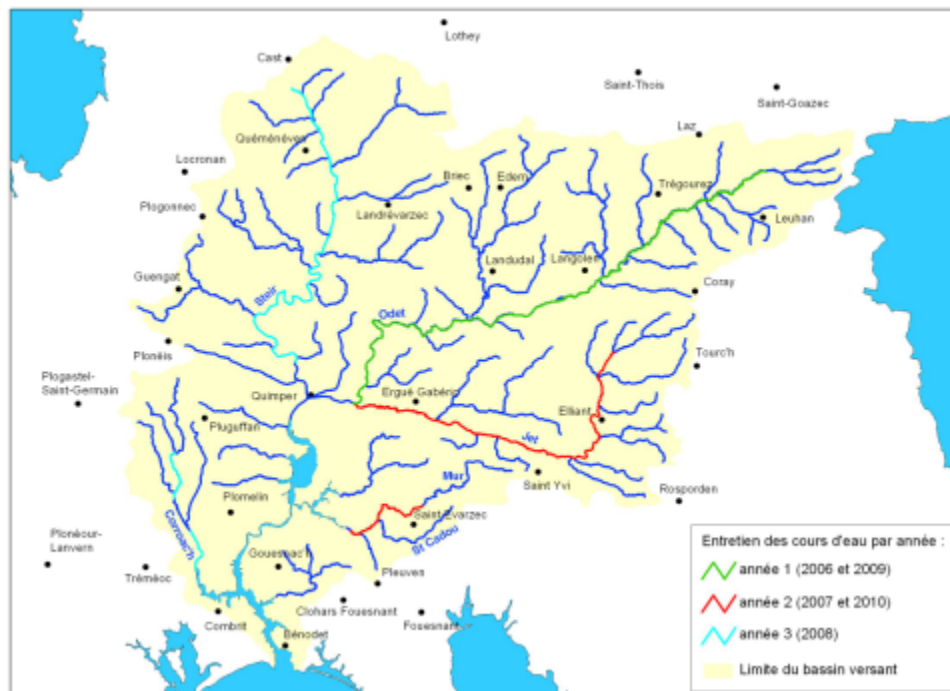 Lothey
Cast
Saint-Thois
Saint-Goazec
Laz
Quéménéven
Locronan
Briec
Edern
Trégourez
Plogonnec
Landrévarzec
Leuhan
Landudal
Langolen
Guengat
Coray
Steir
Odet
Plonéis
Tourc'h
Plogastel-
Saint-Germain
Quimper
Ergué Gabéric
Elliant
Pluguffan
Jet
Mur
Saint Yvi
Plomelin
Rosporden
Saint-Evarzec
St Cadou
Corroac'h
Plonéour-
Lanvern
Gouesnac'h
Tréméoc
Pleuven
Combrit
Clohars Fouesnant
Fouesnant
Bénodet
Entretien des cours d'eau par année :
année 1 (2006 et 2009)
année 2 (2007 et 2010)
année 3 (2008)
Limite du bassin versant